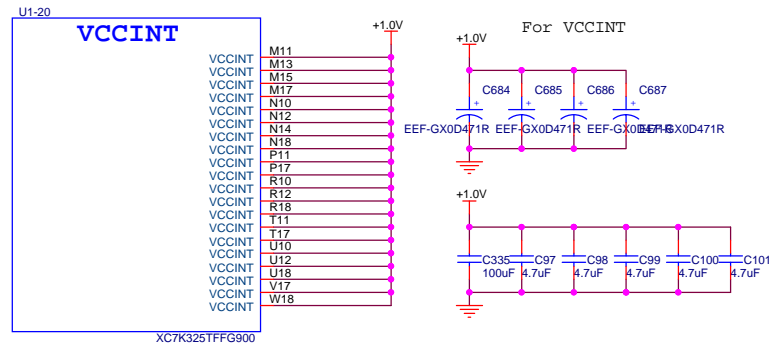 U1-20
VCCINT
VCCINT M11
VCCINT M13
VCCINT M15
VCCINT M17
VCCINT N10
VCCINT N12
VCCINT N14
VCCINT N18
VCCINT P11
VCCINT P17
VCCINT R10
VCCINT R12
VCCINT R18
VCCINT T11
VCCINT T17
VCCINT U10
VCCINT U12
VCCINT U18
VCCINT V17
VCCINT W18
XC7K325TFFG900
+1.0V
For VCCINT
+1.0V
C684 C685 C686 C687
+ + + +
EEF-GX0D471R EEF-GX0D471R EEF-GX0D471R EEF-GX0D471R
+1.0V
C335 C97 C98 C99 C100 C101
100uF 4.7uF 4.7uF 4.7uF 4.7uF 4.7uF